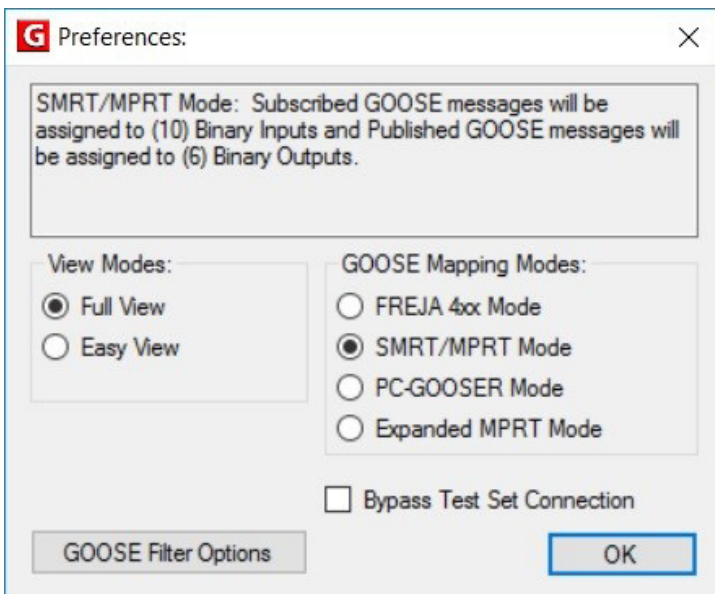 G Preferences:
SMRT/MPRT Mode:  Subscribed GOOSE messages will be
assigned to (10) Binary Inputs and Published GOOSE messages will
be assigned to (6) Binary Outputs.
View Modes:
Full View
Easy View
GOOSE Mapping Modes:
FREJA 4xx Mode
SMRT/MPRT Mode
PC-GOOSER Mode
Expanded MPRT Mode
Bypass Test Set Connection
GOOSE Filter Options
OK